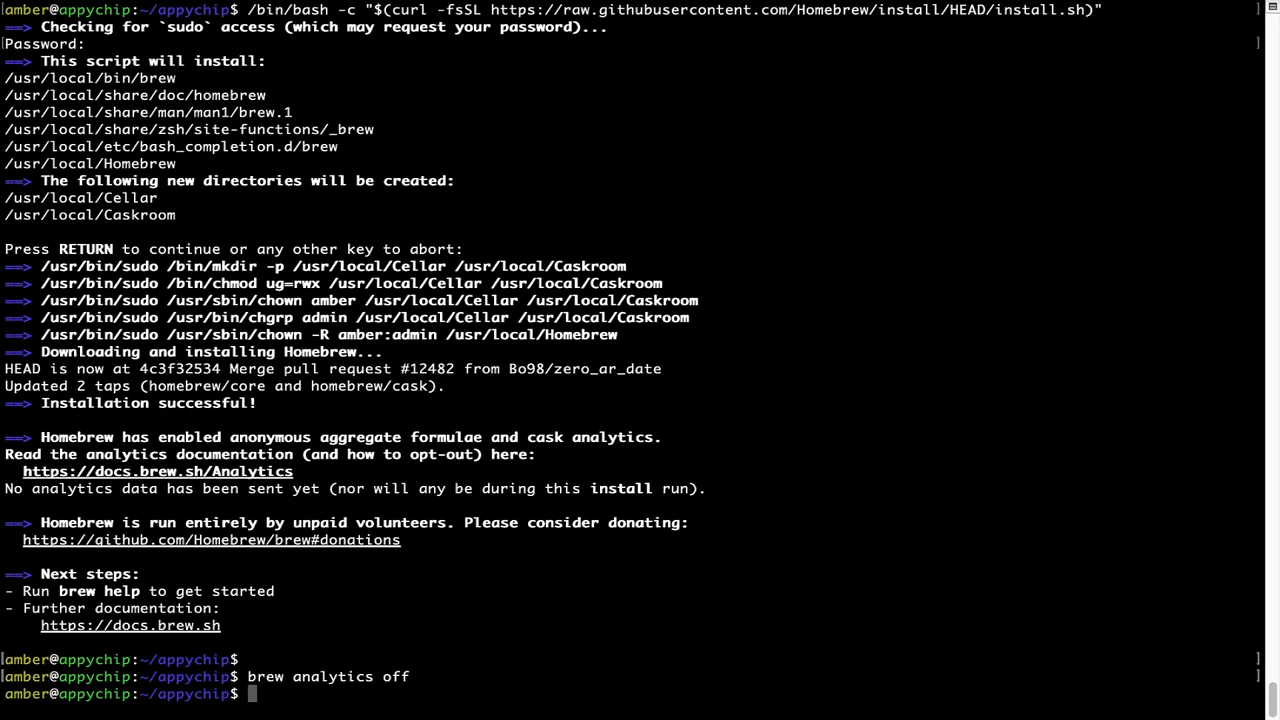 amber@appychip:~/appychip$ /bin/bash -c "$(curl -fsSL https://raw.githubusercontent.com/Homebrew/install/HEAD/install.sh)"
==> Checking for `sudo` access (which may request your password)...
Password:
==> This script will install:
/usr/local/bin/brew
/usr/local/share/doc/homebrew
/usr/local/share/man/man1/brew.1
/usr/local/share/zsh/site-functions/_brew
/usr/local/etc/bash_completion.d/brew
/usr/local/Homebrew
==> The following new directories will be created:
/usr/local/Cellar
/usr/local/Caskroom
Press RETURN to continue or any other key to abort:
==> /usr/bin/sudo /bin/mkdir -p /usr/local/Cellar /usr/local/Caskroom
==> /usr/bin/sudo /bin/chmod ug=rwx /usr/local/Cellar /usr/local/Caskroom
==> /usr/bin/sudo /usr/sbin/chown amber /usr/local/Cellar /usr/local/Caskroom
==> /usr/bin/sudo /usr/bin/chgrp admin /usr/local/Cellar /usr/local/Caskroom
==> /usr/bin/sudo /usr/sbin/chown -R amber:admin /usr/local/Homebrew
==> Downloading and installing Homebrew...
HEAD is now at 4c3f32534 Merge pull request #12482 from Bo98/zero_ar_date
Updated 2 taps (homebrew/core and homebrew/cask).
==> Installation successful!
==> Homebrew has enabled anonymous aggregate formulae and cask analytics.
Read the analytics documentation (and how to opt-out) here:
https://docs.brew.sh/Analytics
No analytics data has been sent yet (nor will any be during this install run).
==> Homebrew is run entirely by unpaid volunteers. Please consider donating:
https://github.com/Homebrew/brew#donations
==> Next steps:
- Run brew help to get started
- Further documentation:
https://docs.brew.sh
amber@appychip:~/appychip$
amber@appychip:~/appychip$ brew analytics off
amber@appychip:~/appychip$